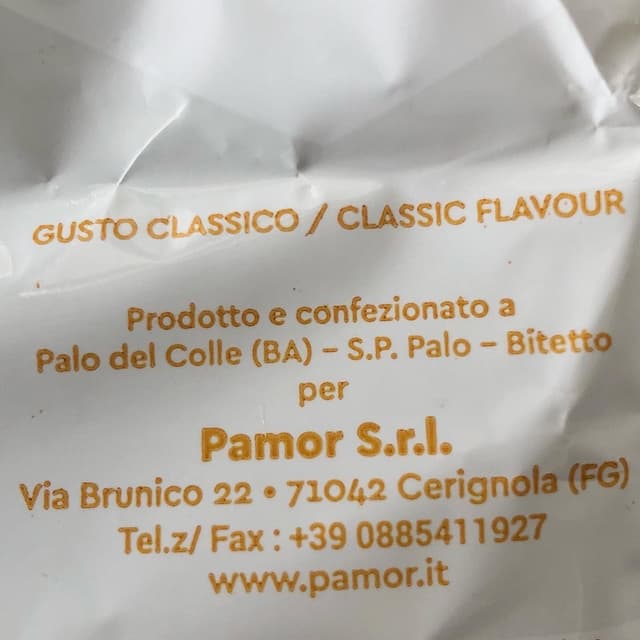 GUSTO CLASSICO / CLASSIC FLAVOUR
Prodotto e confezionato a
Palo del Colle (BA) – S.P. Palo – Bitetto
per
Pamor S.r.l.
Via Brunico 22 • 71042 Cerignola (FG)
Tel.z/ Fax : +39 0885411927
www.pamor.it